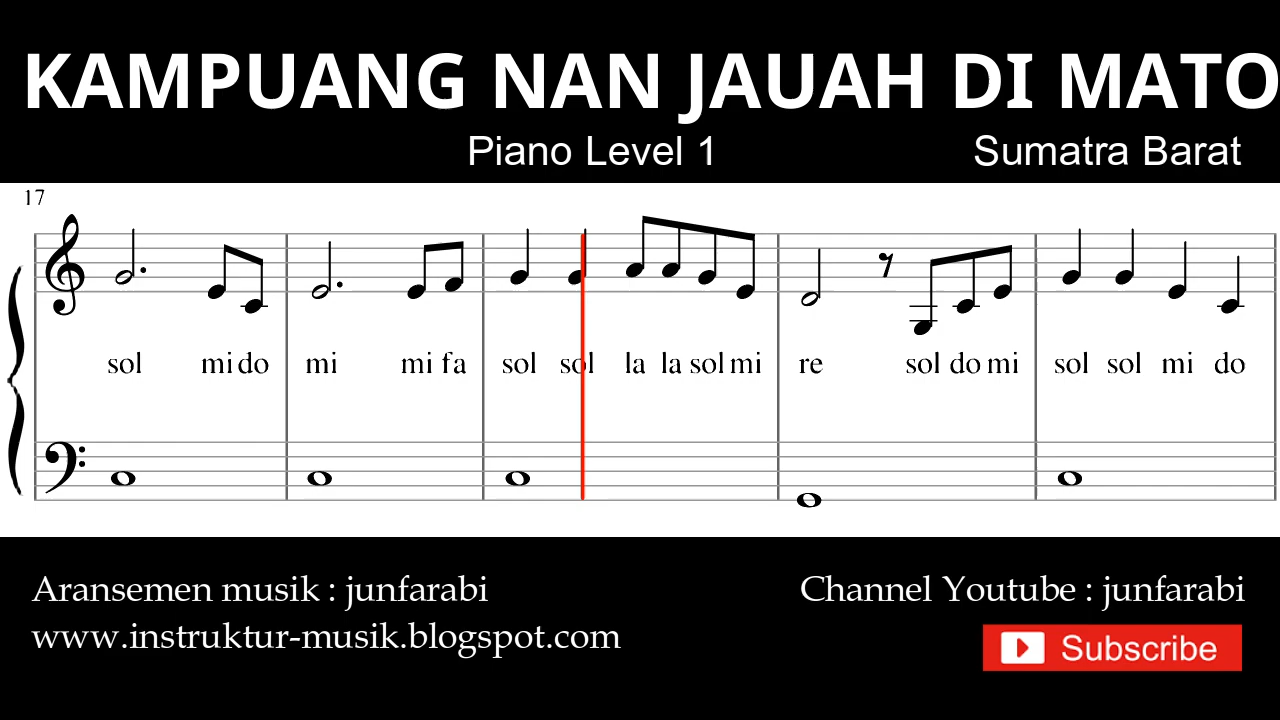 KAMPUANG NAN JAUAH DI MATO
Piano Level 1
Sumatra Barat
17
sol mi do mi mi fa sol sol la la sol mi re sol do mi sol sol mi do
Aransemen musik : junfarabi
www.instruktur-musik.blogspot.com
Channel Youtube : junfarabi
Subscribe